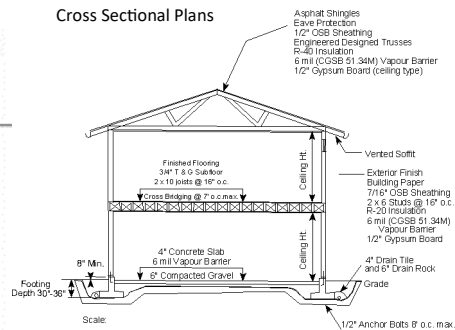 Cross Sectional Plans
Asphalt Shingles
Eave Protection
1/2" OSB Sheathing
Engineered Designed Trusses
R-40 Insulation
6 mil (CGSB 51.34M) Vapour Barrier
1/2" Gypsum Board (ceiling type)
Vented Soffit
Finished Flooring
3/4" T & G Subfloor
2 x 10 joists @ 16" o.c.
Cross Bridging @ 7' o.c.max.
Ceiling Ht.
Exterior Finish
Building Paper
7/16" OSB Sheathing
2 x 6 Studs @ 16" o.c.
R-20 Insulation
6 mil (CGSB 51.34M)
Vapour Barrier
1/2" Gypsum Board
Ceiling Ht.
4" Concrete Slab
6 mil Vapour Barrier
6" Compacted Gravel
8" Min.
Footing
Depth 30"-36"
4" Drain Tile
and 6" Drain Rock
Grade
Scale:
1/2" Anchor Bolts 8' o.c. max.